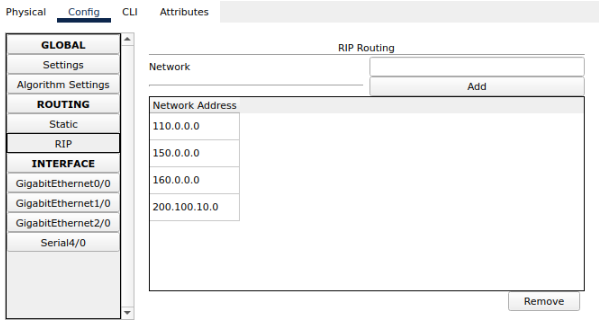 Physical Config CLI Attributes
GLOBAL
Settings
Algorithm Settings
ROUTING
Static
RIP
INTERFACE
GigabitEthernet0/0
GigabitEthernet1/0
GigabitEthernet2/0
Serial4/0
RIP Routing
Network
Add
Network Address
110.0.0.0
150.0.0.0
160.0.0.0
200.100.10.0
Remove